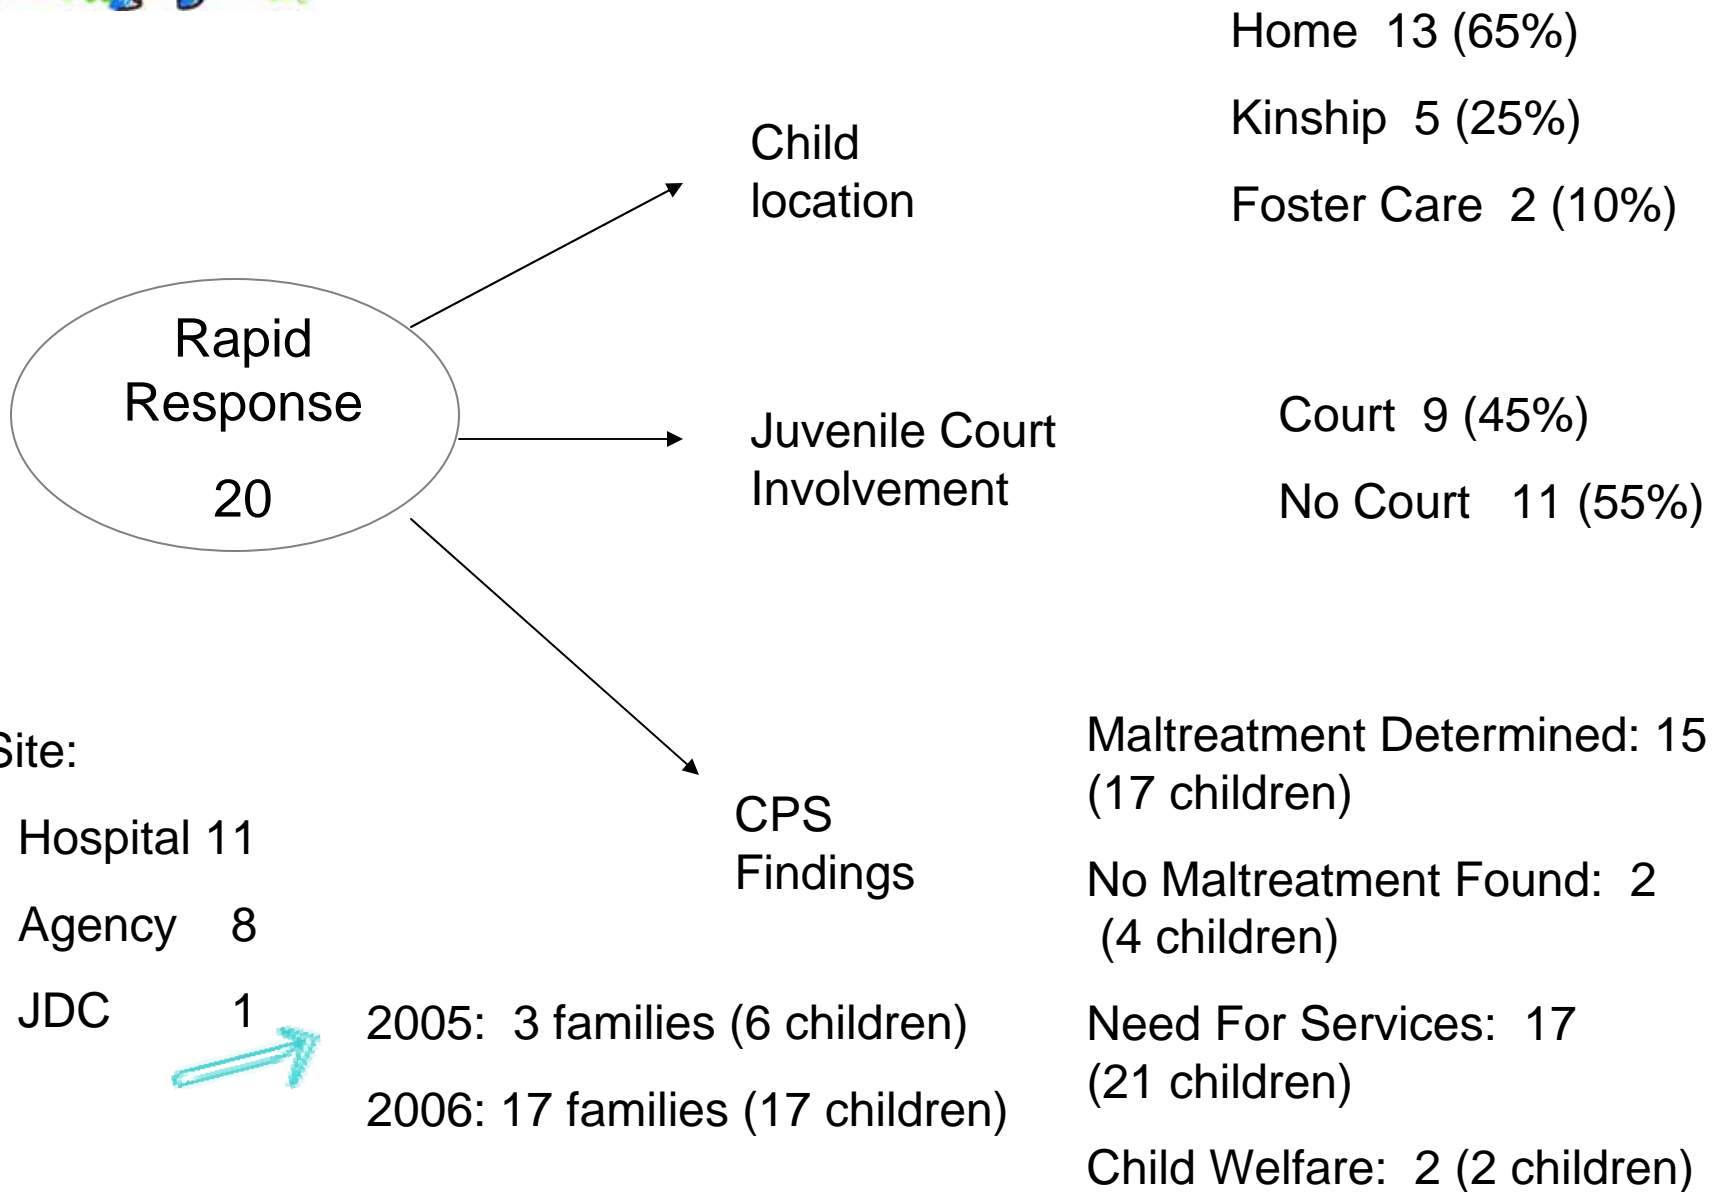 Home 13 (65%)
Kinship 5 (25%)
Foster Care 2 (10%)
Child
location
Rapid
Response
20
Juvenile Court
Involvement
Court 9 (45%)
No Court 11 (55%)
Site:
Hospital 11
Agency 8
JDC 1
CPS
Findings
2005: 3 families (6 children)
2006: 17 families (17 children)
Maltreatment Determined: 15
(17 children)
No Maltreatment Found: 2
(4 children)
Need For Services: 17
(21 children)
Child Welfare: 2 (2 children)